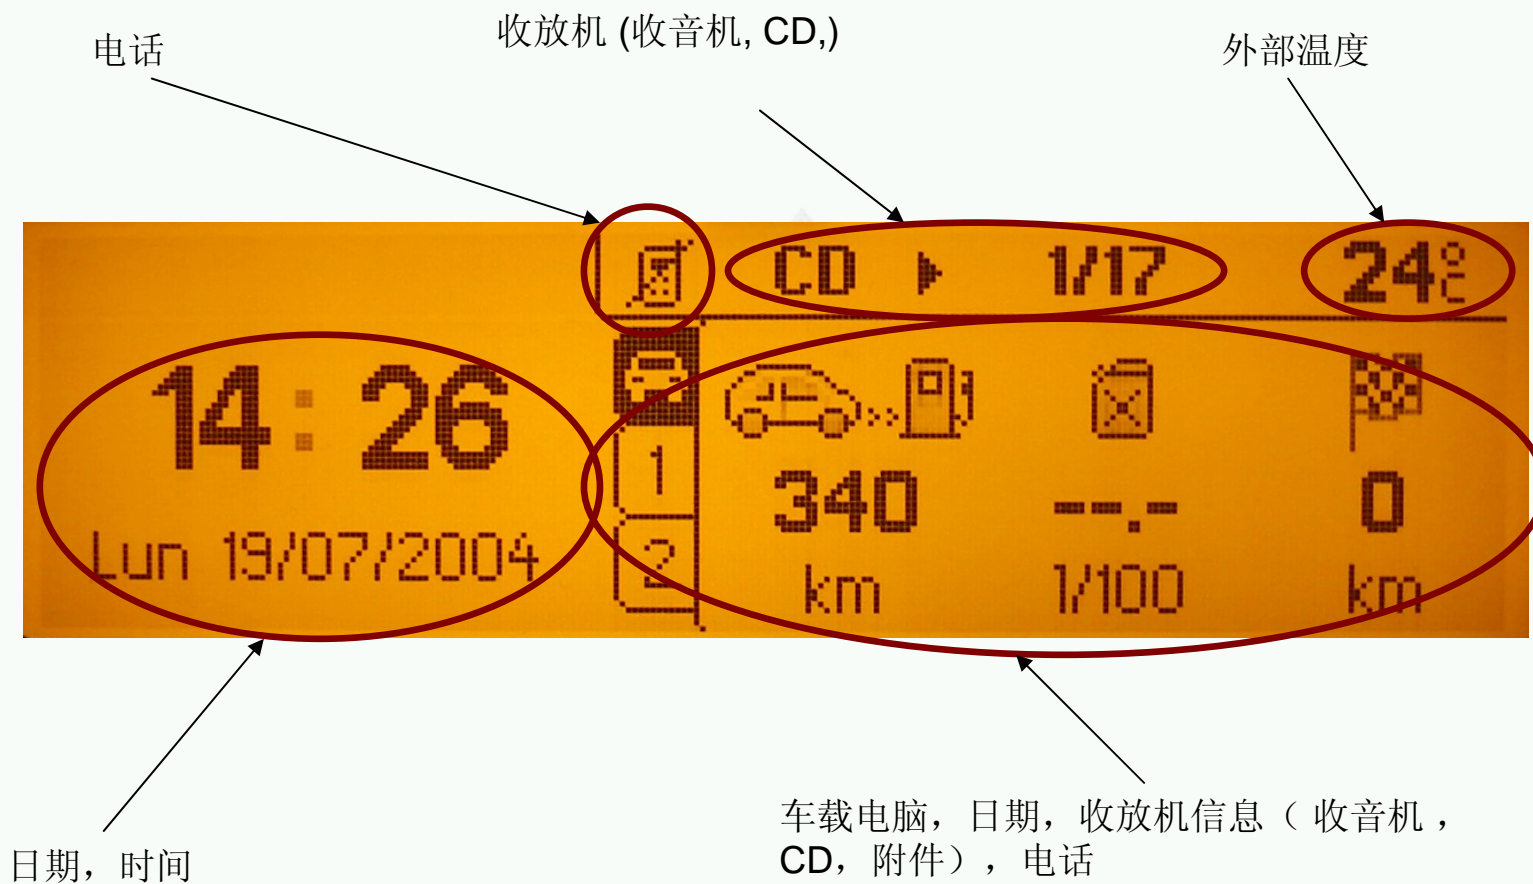 收放机 (收音机, CD,)
电话
外部温度
CD 1/17 24°C
14:26
1
340 --.- 0
Lun 19/07/2004
2
km 1/100 km
车载电脑，日期，收放机信息（ 收音机 ，
CD，附件），电话
日期，时间